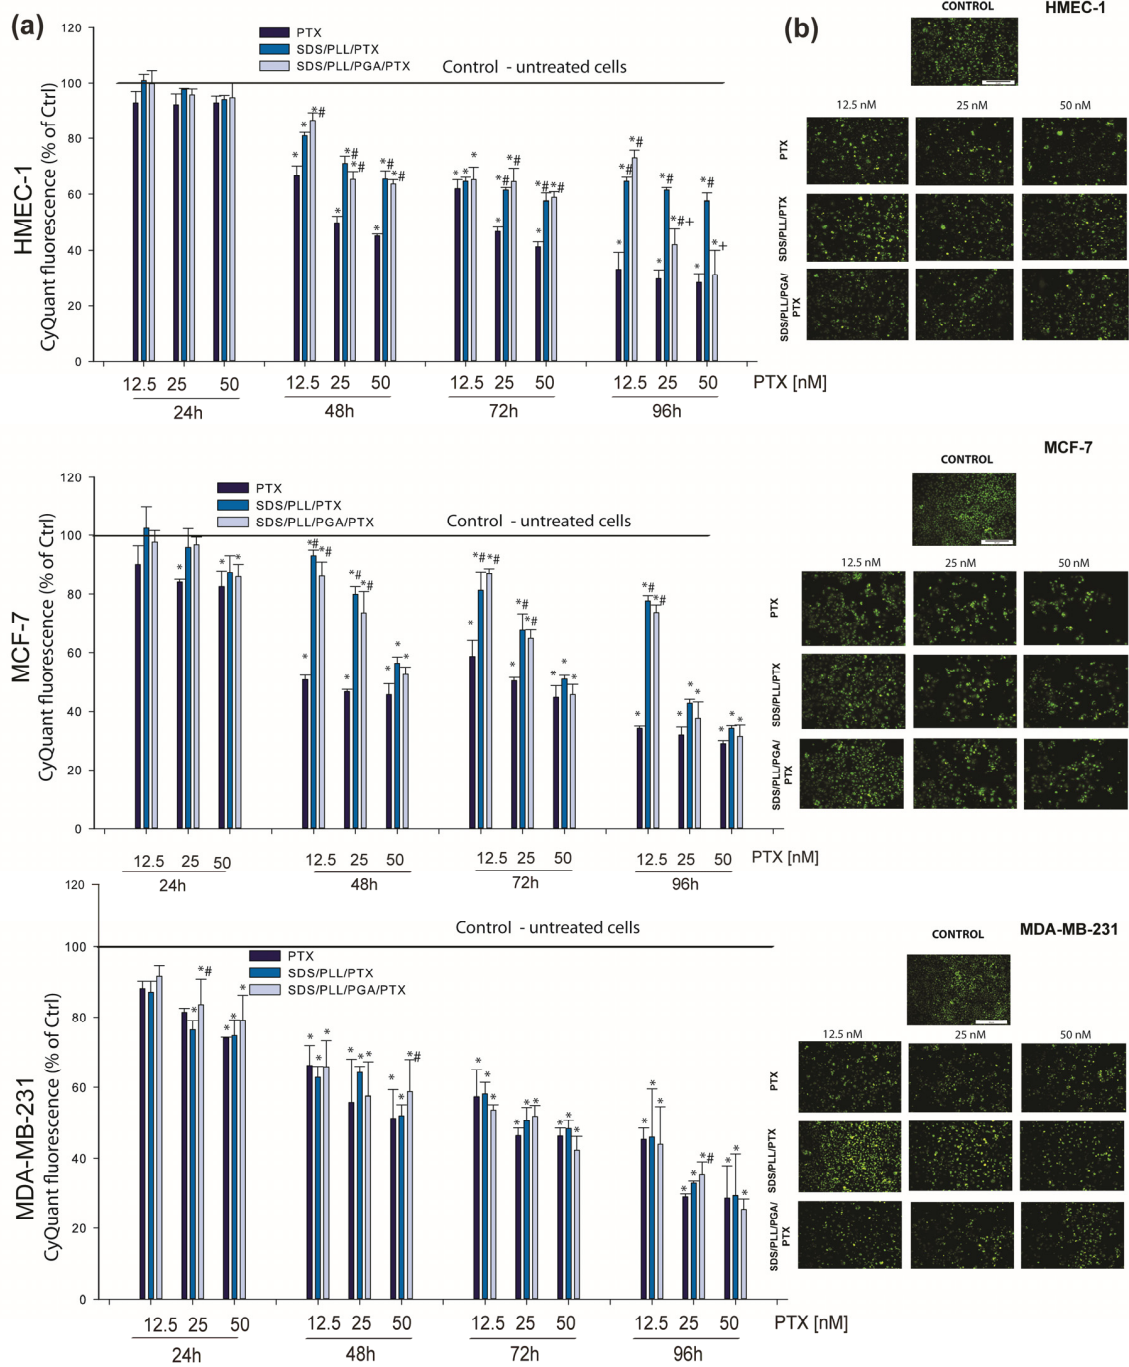 (a)
120
100
80
60
40
20
0
HMEC-1
CyQuant fluorescence (% of Ctrl)
PTX
SDS/PLL/PTX
SDS/PLL/PGA/PTX
Control - untreated cells
* * *# *# * *# *# * *# *#
* * * * *# *# * *# *#
* *# *# * *# *#+ * *# *+
12.5 25 50 12.5 25 50 12.5 25 50 12.5 25 50 PTX [nM]
24h 48h 72h 96h
(b)
CONTROL HMEC-1
12.5 nM 25 nM 50 nM
PTX
SDS/PLL/PTX
SDS/PLL/PGA/
PTX
120
100
80
60
40
20
0
MCF-7
CyQuant fluorescence (% of Ctrl)
PTX
SDS/PLL/PTX
SDS/PLL/PGA/PTX
Control - untreated cells
* * *
* *# *# * *# *# * * *
* *# *# * *# *# * * *
* *# *# * * * * * *
12.5 25 50 12.5 25 50 12.5 25 50 12.5 25 50 PTX [nM]
24h 48h 72h 96h
CONTROL MCF-7
12.5 nM 25 nM 50 nM
PTX
SDS/PLL/PTX
SDS/PLL/PGA/
PTX
120
100
80
60
40
20
0
MDA-MB-231
CyQuant fluorescence (% of Ctrl)
Control - untreated cells
PTX
SDS/PLL/PTX
SDS/PLL/PGA/PTX
* *# * * *
* * * * * * * * *#
* * * * * * * * *
* * * * * *# * * *
12.5 25 50 12.5 25 50 12.5 25 50 12.5 25 50 PTX [nM]
24h 48h 72h 96h
CONTROL MDA-MB-231
12.5 nM 25 nM 50 nM
PTX
SDS/PLL/PTX
SDS/PLL/PGA/
PTX